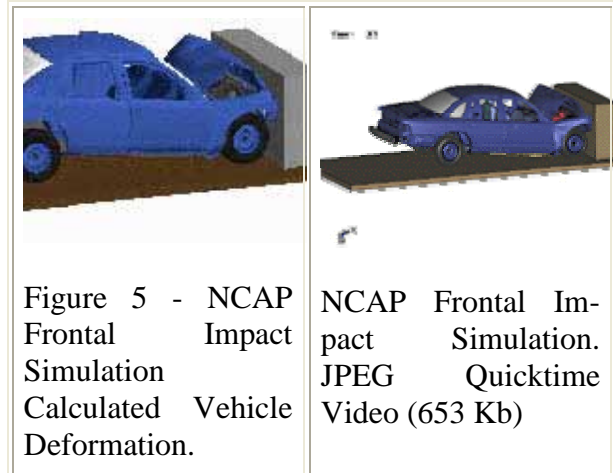 Figure 5 - NCAP
Frontal Impact
Simulation
Calculated Vehicle
Deformation.
NCAP Frontal Im-
pact Simulation.
JPEG Quicktime
Video (653 Kb)